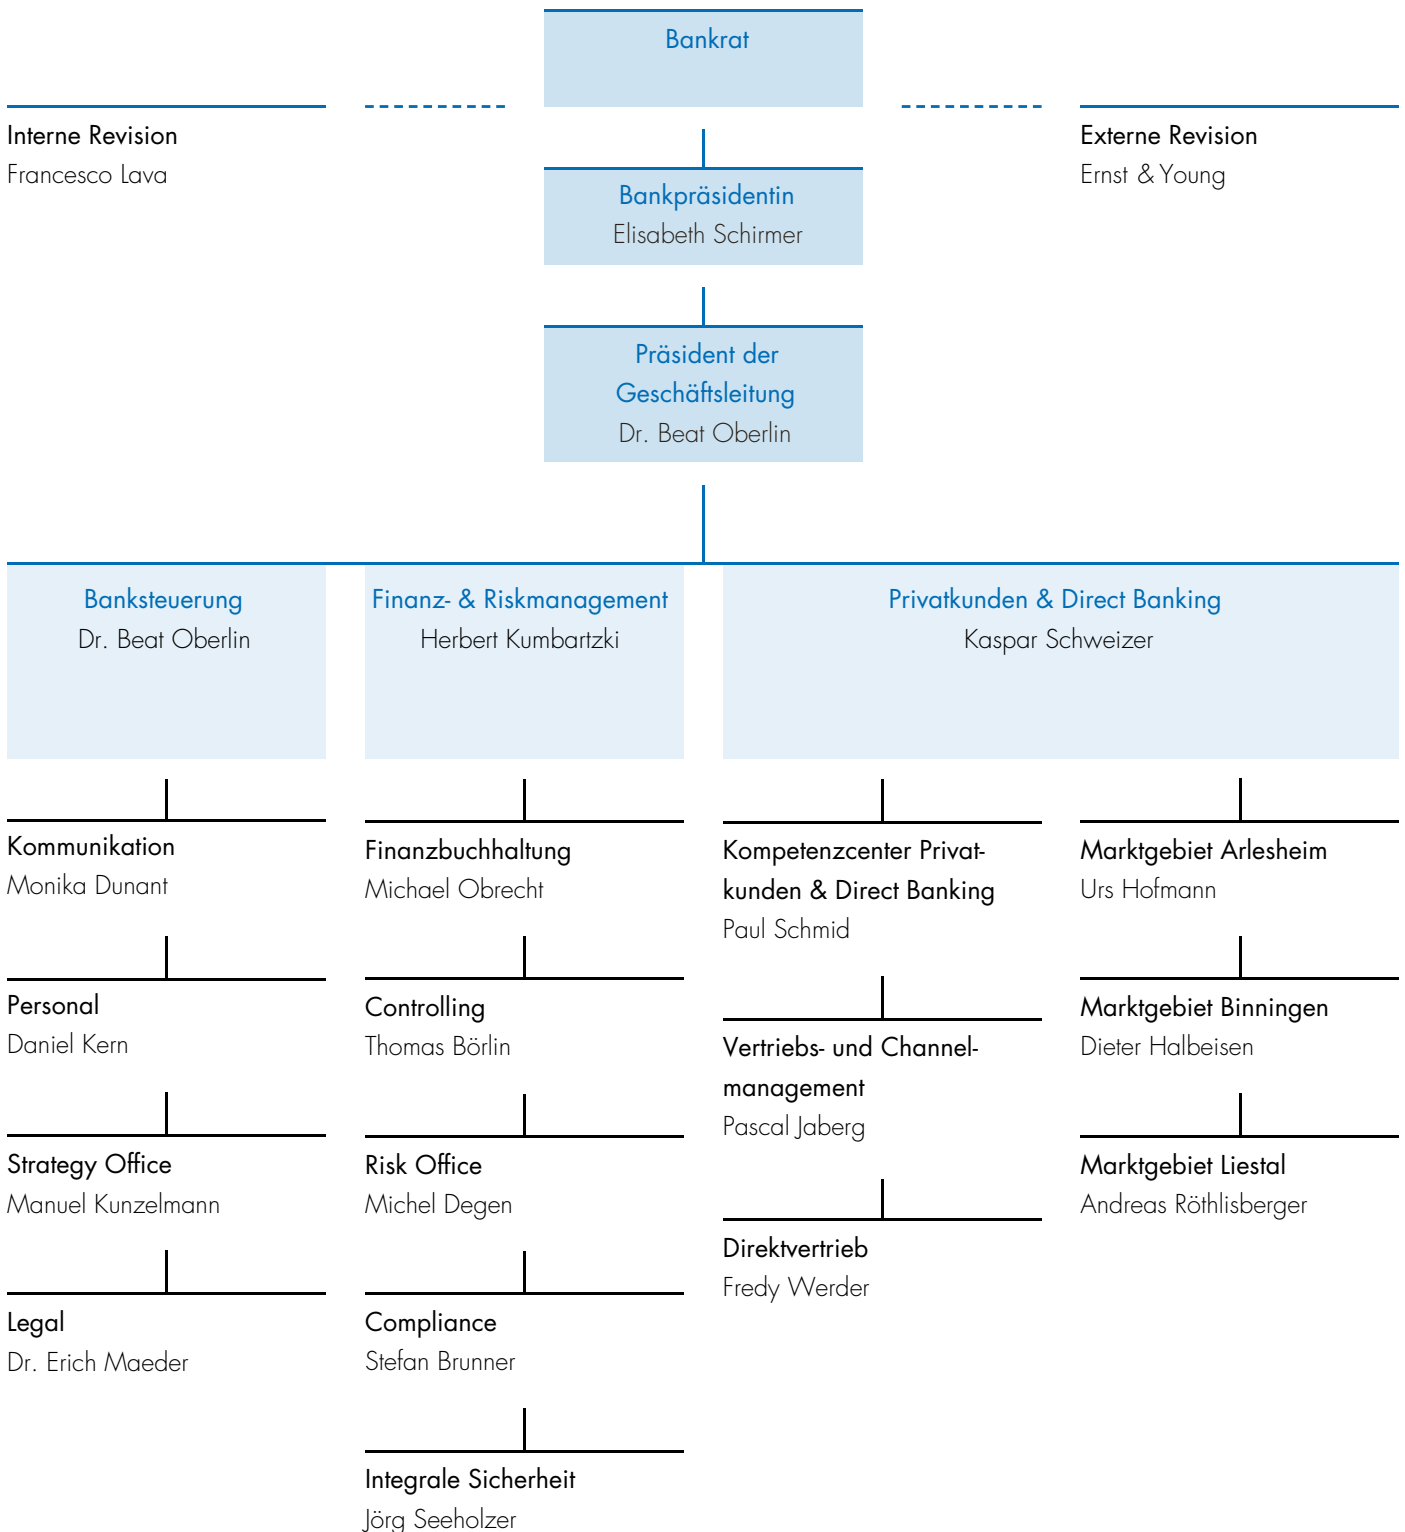 Bankrat
Interne Revision
Francesco Lava
Externe Revision
Ernst & Young
Bankpräsidentin
Elisabeth Schirmer
Präsident der
Geschäftsleitung
Dr. Beat Oberlin
Banksteuerung
Dr. Beat Oberlin
Finanz- & Riskmanagement
Herbert Kumbartzki
Privatkunden & Direct Banking
Kaspar Schweizer
Kommunikation
Monika Dunant
Personal
Daniel Kern
Strategy Office
Manuel Kunzelmann
Legal
Dr. Erich Maeder
Finanzbuchhaltung
Michael Obrecht
Controlling
Thomas Börlin
Risk Office
Michel Degen
Compliance
Stefan Brunner
Integrale Sicherheit
Jörg Seeholzer
Kompetenzcenter Privat-
kunden & Direct Banking
Paul Schmid
Vertriebs- und Channel-
management
Pascal Jaberg
Direktvertrieb
Fredy Werder
Marktgebiet Arlesheim
Urs Hofmann
Marktgebiet Binningen
Dieter Halbeisen
Marktgebiet Liestal
Andreas Röthlisberger